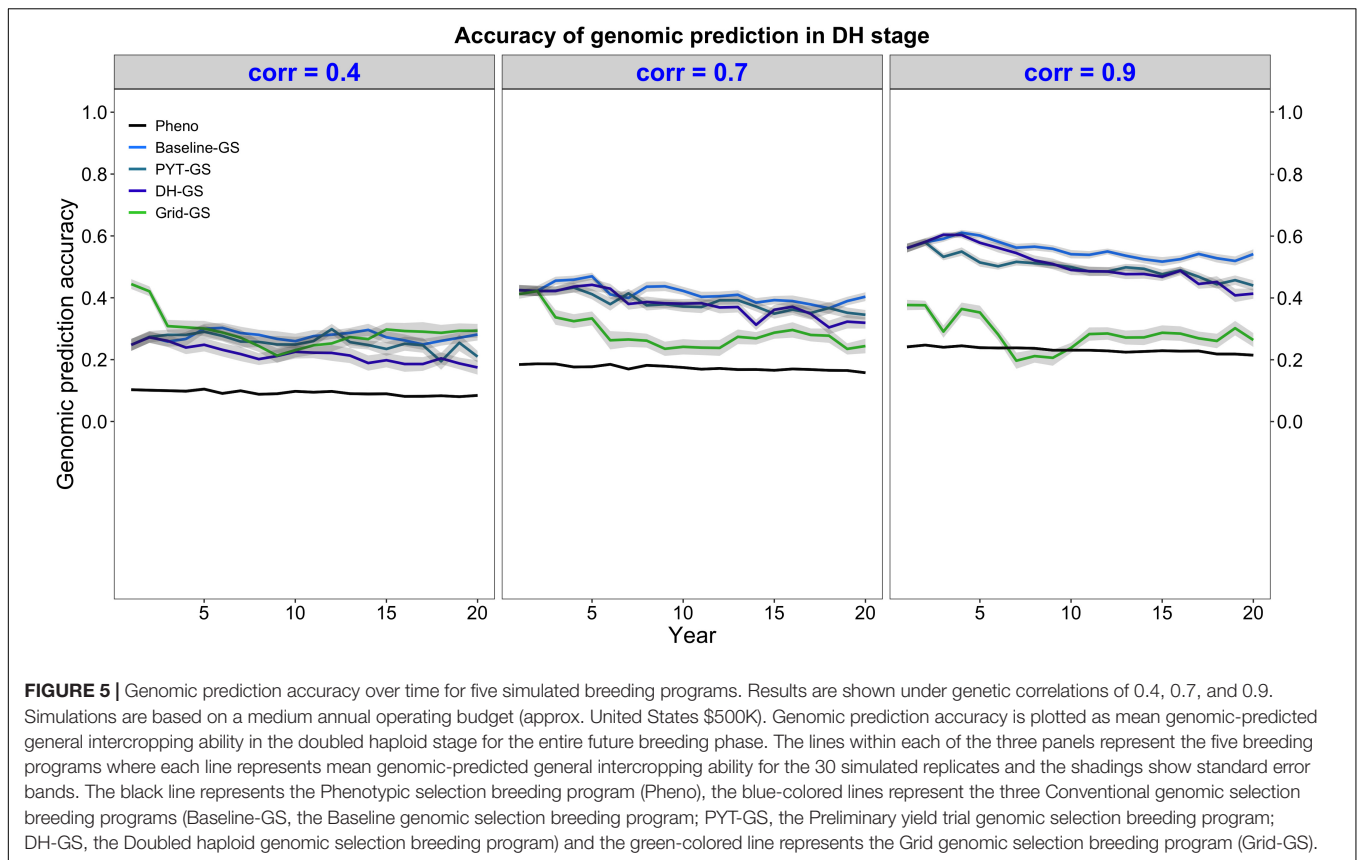 Accuracy of genomic prediction in DH stage
corr = 0.4
corr = 0.7
corr = 0.9
Genomic prediction accuracy
1.0
0.8
0.6
0.4
0.2
0.0
Pheno
Baseline-GS
PYT-GS
DH-GS
Grid-GS
1.0
0.8
0.6
0.4
0.2
0.0
5 10 15 20
5 10 15 20
5 10 15 20
Year
FIGURE 5 | Genomic prediction accuracy over time for five simulated breeding programs. Results are shown under genetic correlations of 0.4, 0.7, and 0.9.
Simulations are based on a medium annual operating budget (approx. United States $500K). Genomic prediction accuracy is plotted as mean genomic-predicted
general intercropping ability in the doubled haploid stage for the entire future breeding phase. The lines within each of the three panels represent the five breeding
programs where each line represents mean genomic-predicted general intercropping ability for the 30 simulated replicates and the shadings show standard error
bands. The black line represents the Phenotypic selection breeding program (Pheno), the blue-colored lines represent the three Conventional genomic selection
breeding programs (Baseline-GS, the Baseline genomic selection breeding program; PYT-GS, the Preliminary yield trial genomic selection breeding program;
DH-GS, the Doubled haploid genomic selection breeding program) and the green-colored line represents the Grid genomic selection breeding program (Grid-GS).